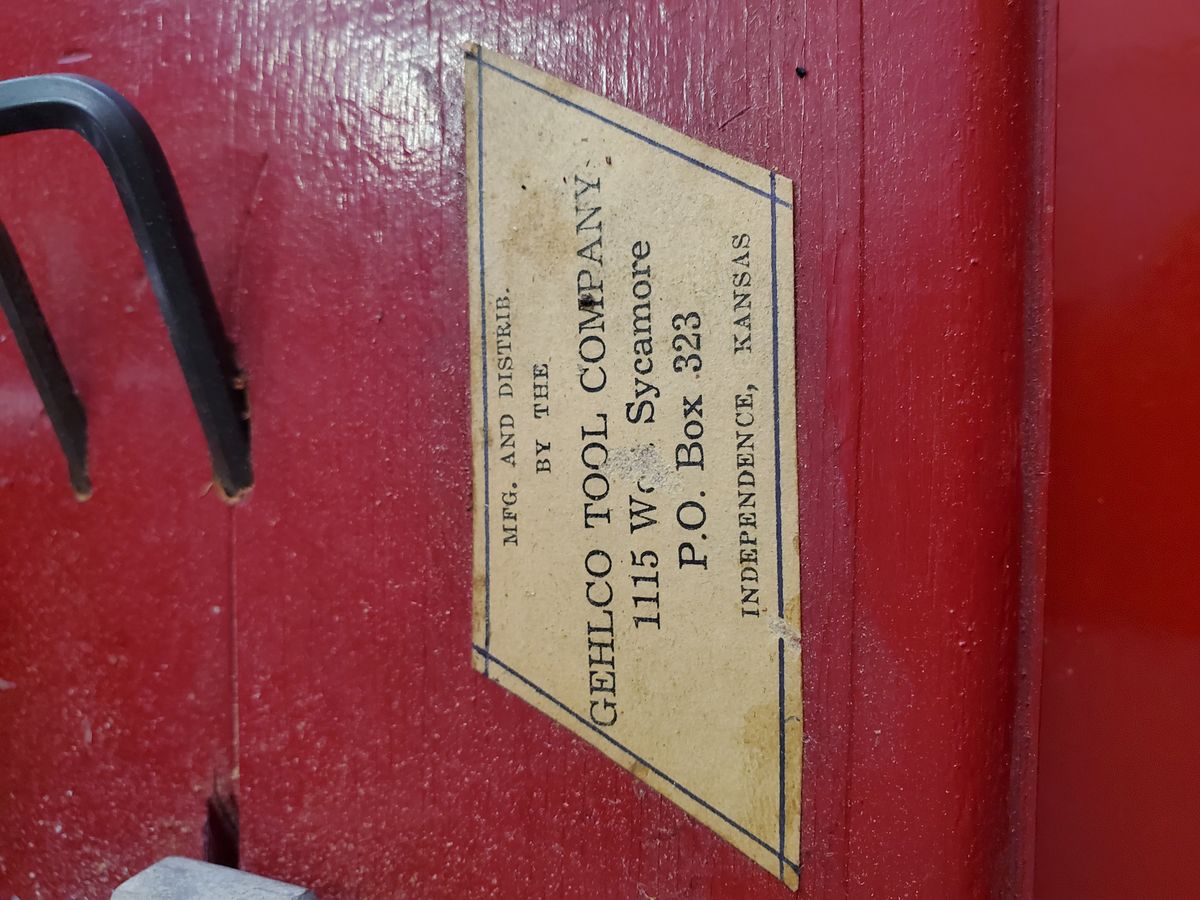 MFG. AND DISTRIB.
BY THE
GEHLCO TOOL COMPANY
1115 Sycamore
P.O. Box 323
INDEPENDENCE, KANSAS